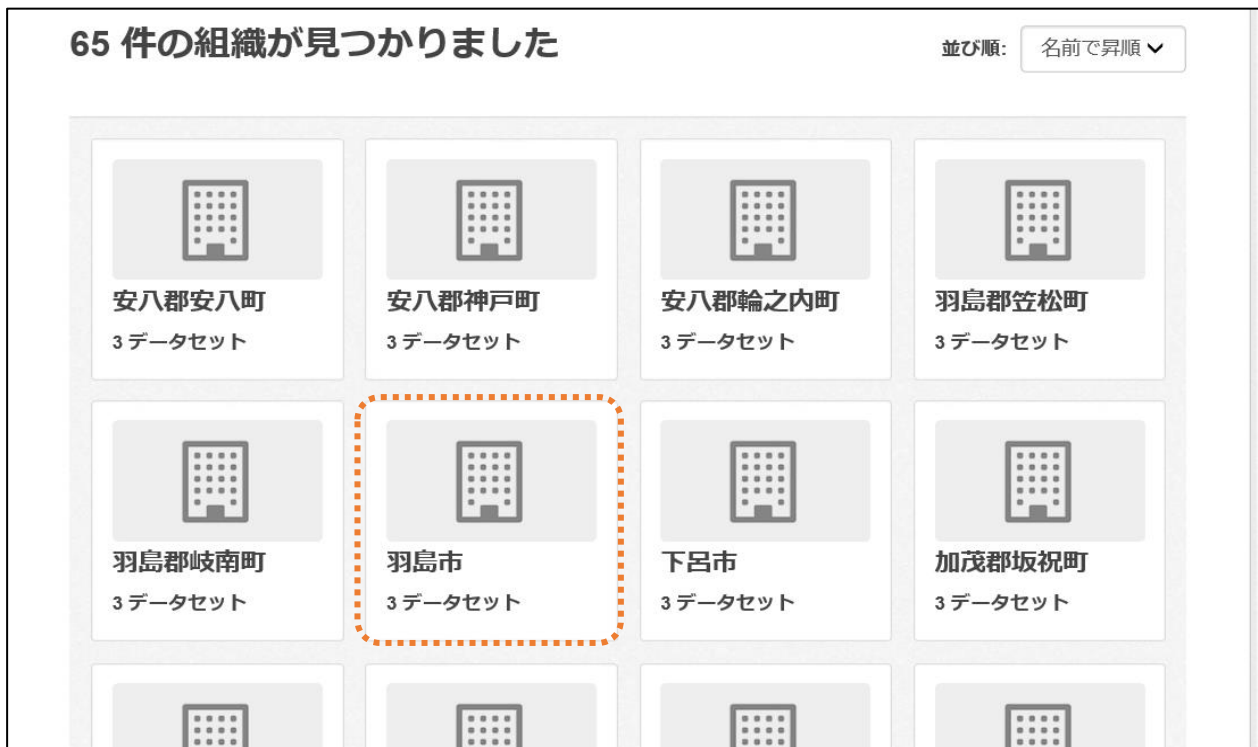 65 件の組織が見つかりました
並び順: 名前で昇順
安八郡安八町 安八郡神戸町 安八郡輪之内町 羽島郡笠松町
3 データセット 3 データセット 3 データセット 3 データセット
羽島郡岐南町 羽島市 下呂市 加茂郡坂祝町
3 データセット 3 データセット 3 データセット 3 データセット